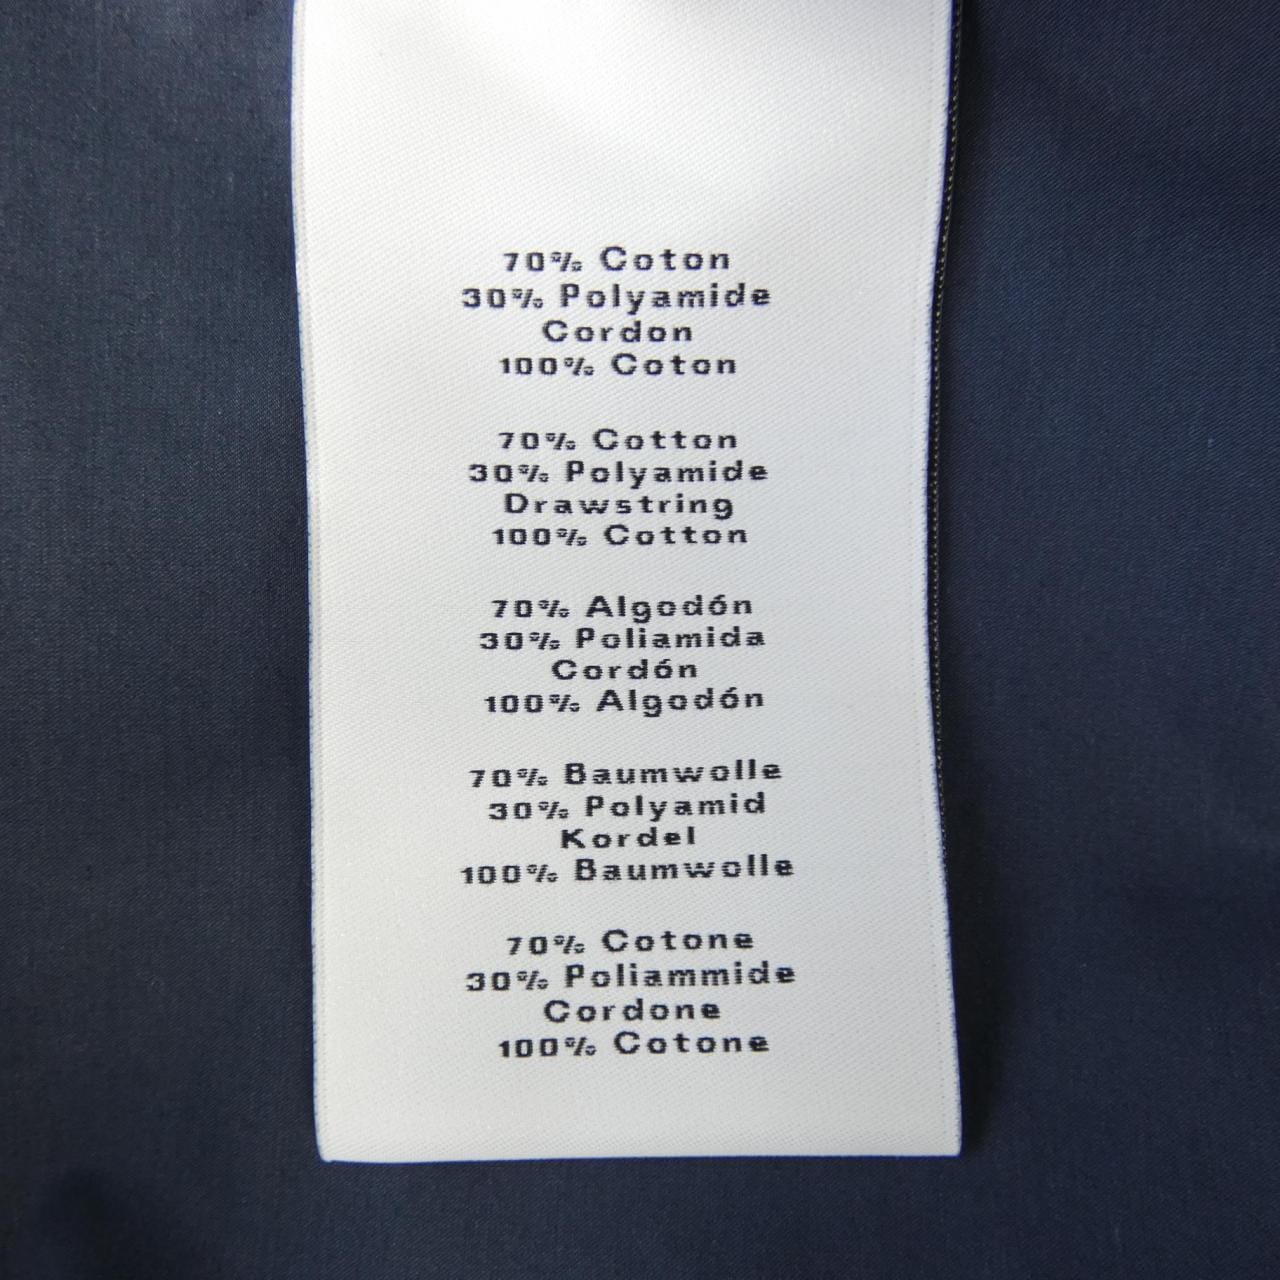 70% Coton
30% Polyamide
Cordon
100% Coton
70% Cotton
30% Polyamide
Drawstring
100% Cotton
70% Algodón
30% Poliamida
Cordón
100% Algodón
70% Baumwolle
30% Polyamid
Kordel
100% Baumwolle
70% Cotone
30% Poliammide
Cordone
100% Cotone